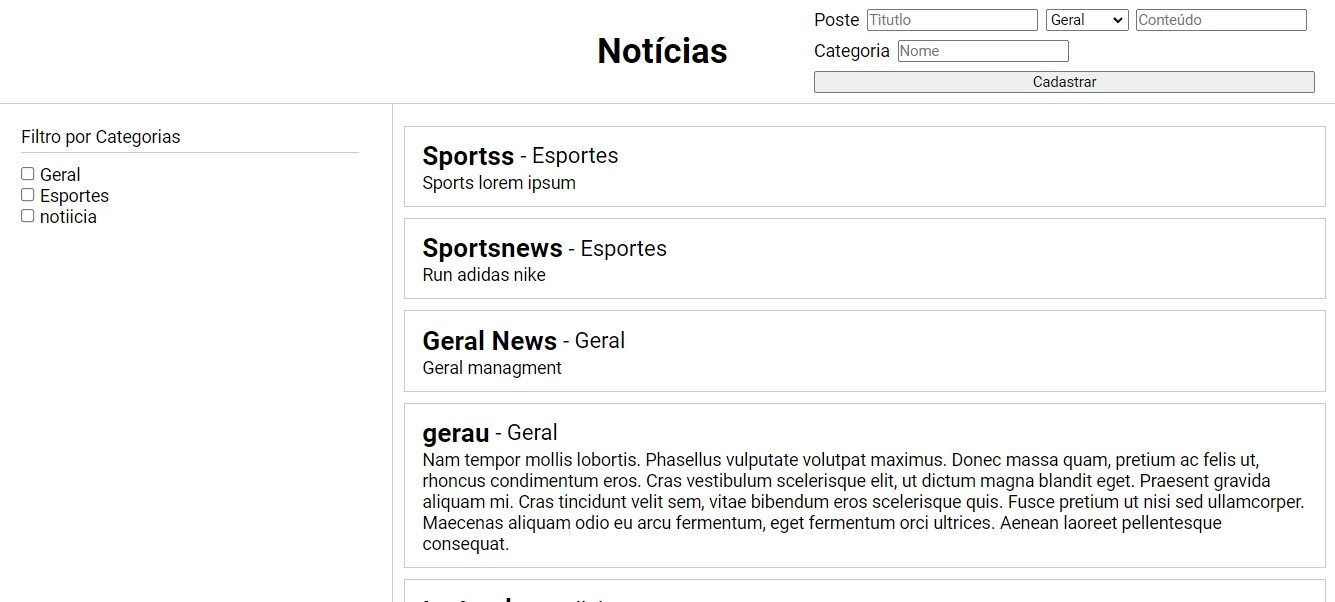 Notícias
Poste Titutlo Geral Conteúdo
Categoria Nome
Cadastrar
Filtro por Categorias
Geral
Esportes
notiicia
Sportss - Esportes
Sports lorem ipsum
Sportsnews - Esportes
Run adidas nike
Geral News - Geral
Geral managment
gerau - Geral
Nam tempor mollis lobortis. Phasellus vulputate volutpat maximus. Donec massa quam, pretium ac felis ut,
rhoncus condimentum eros. Cras vestibulum scelerisque elit, ut dictum magna blandit eget. Praesent gravida
aliquam mi. Cras tincidunt velit sem, vitae bibendum eros scelerisque quis. Fusce pretium ut nisi sed ullamcorper.
Maecenas aliquam odio eu arcu fermentum, eget fermentum orci ultrices. Aenean laoreet pellentesque
consequat.